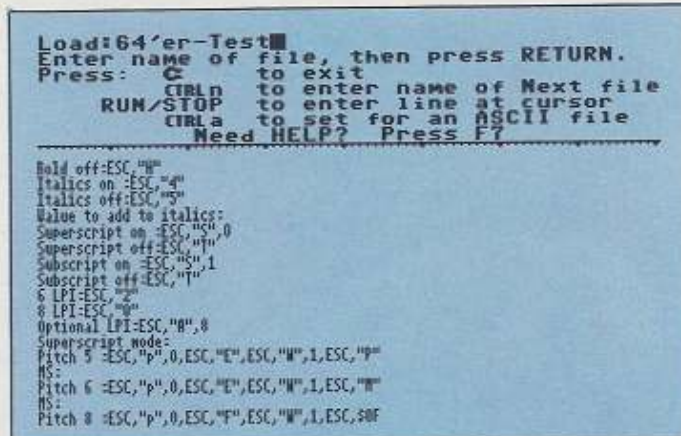 Load:64'er-Test
Enter name of file, then press RETURN.
Press: C= to exit
CTRL n to enter name of Next file
RUN/STOP to enter line at cursor
CTRL a to set for an ASCII file
Need HELP? Press F7
Bold off:ESC,"H"
Italics on :ESC,"4"
Italics off:ESC,"5"
Value to add to italics:
Superscript on :ESC,"S",0
Superscript off:ESC,"T"
Subscript on :ESC,"S",1
Subscript off:ESC,"T"
6 LPI:ESC,"2"
8 LPI:ESC,"0"
Optional LPI:ESC,"A",8
Superscript mode:
Pitch 5 :ESC,"p",0,ESC,"E",ESC,"W",1,ESC,"P"
MS:
Pitch 6 :ESC,"p",0,ESC,"E",ESC,"W",1,ESC,"M"
MS:
Pitch 8 :ESC,"p",0,ESC,"F",ESC,"W",1,ESC,$0F